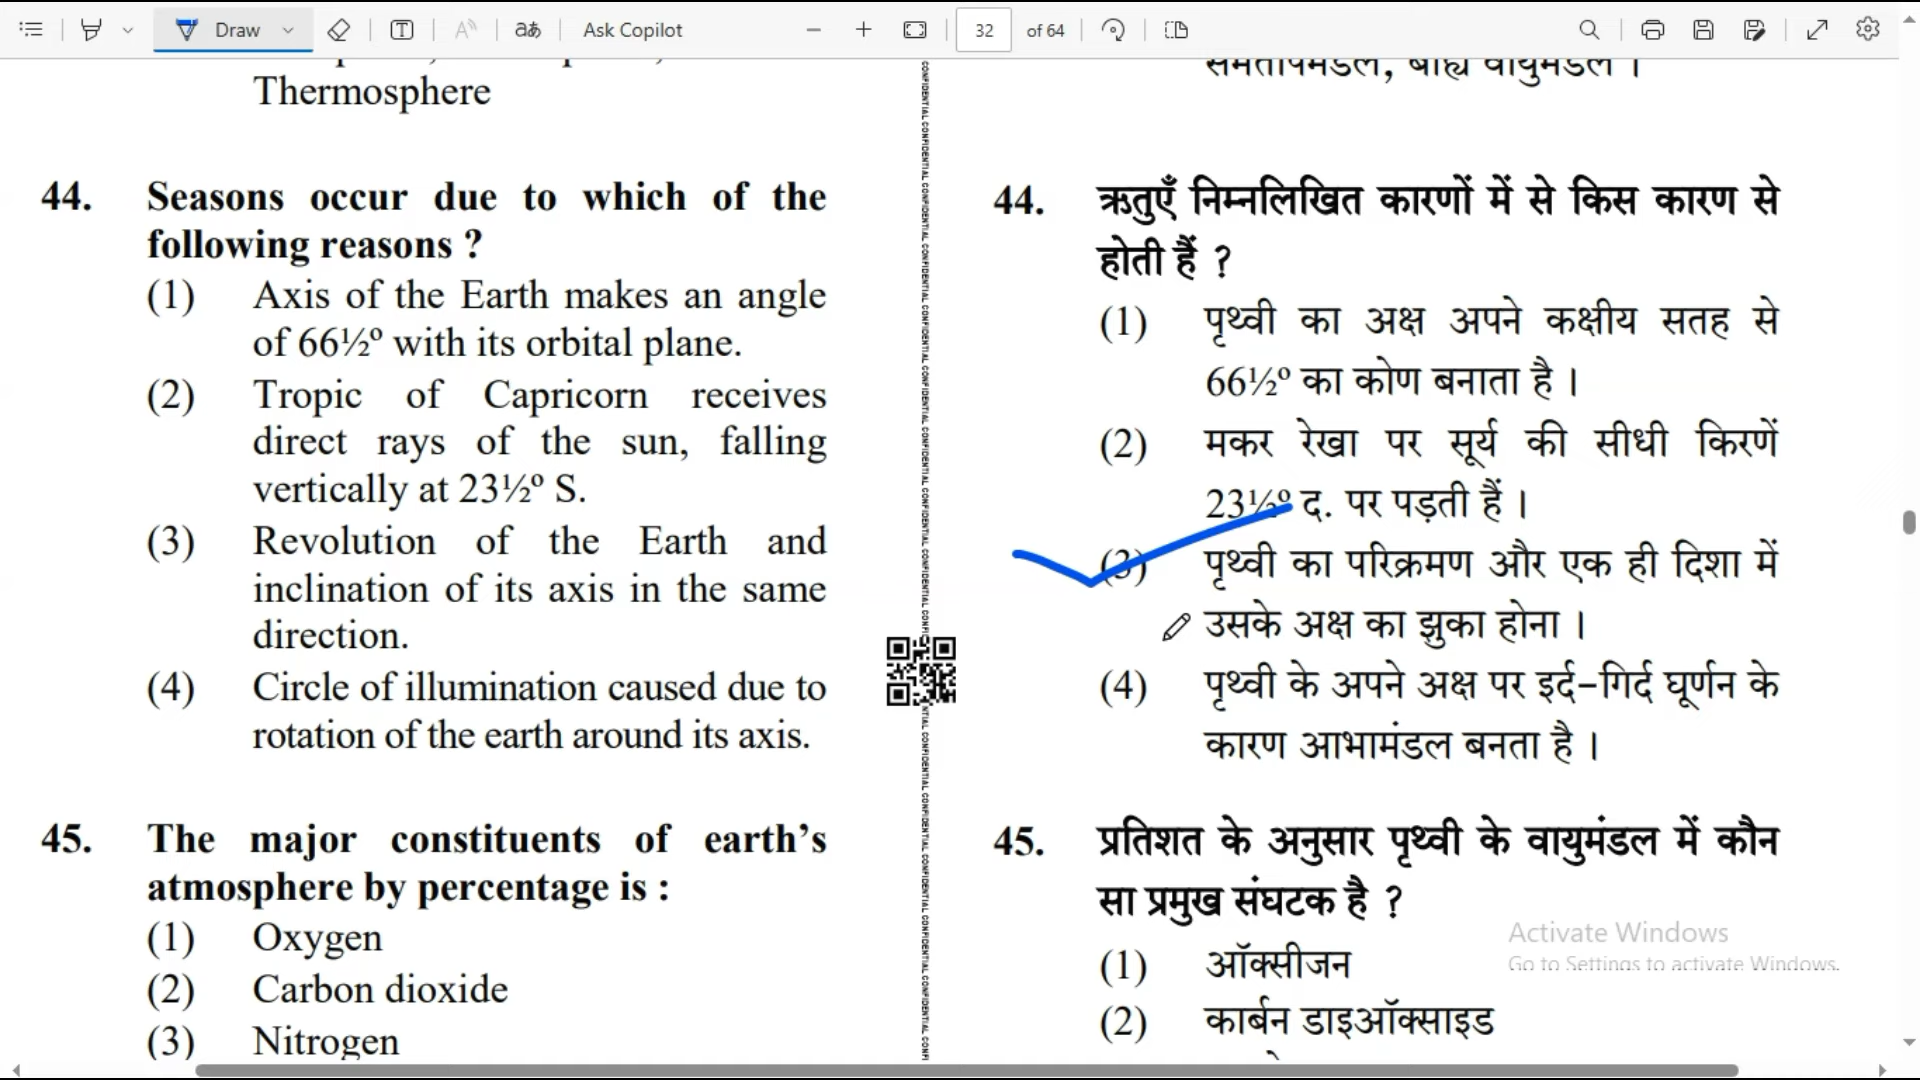 Draw
Ask Copilot
32
of 64
Thermosphere
44. Seasons occur due to which of the
following reasons ?
(1) Axis of the Earth makes an angle
of 66½º with its orbital plane.
(2) Tropic of Capricorn receives
direct rays of the sun, falling
vertically at 23½º S.
(3) Revolution of the Earth and
inclination of its axis in the same
direction.
(4) Circle of illumination caused due to
rotation of the earth around its axis.
45. The major constituents of earth’s
atmosphere by percentage is :
(1) Oxygen
(2) Carbon dioxide
(3) Nitrogen
समतापमंडल, बाह्य वायुमंडल ।
44. ऋतुएँ निम्नलिखित कारणों में से किस कारण से
होती हैं ?
(1) पृथ्वी का अक्ष अपने कक्षीय सतह से
66½º का कोण बनाता है ।
(2) मकर रेखा पर सूर्य की सीधी किरणें
23½º द. पर पड़ती हैं ।
(3) पृथ्वी का परिक्रमण और एक ही दिशा में
उसके अक्ष का झुका होना ।
(4) पृथ्वी के अपने अक्ष पर इर्द-गिर्द घूर्णन के
कारण आभामंडल बनता है ।
45. प्रतिशत के अनुसार पृथ्वी के वायुमंडल में कौन
सा प्रमुख संघटक है ?
(1) ऑक्सीजन
(2) कार्बन डाइऑक्साइड
Activate Windows
Go to Settings to activate Windows.